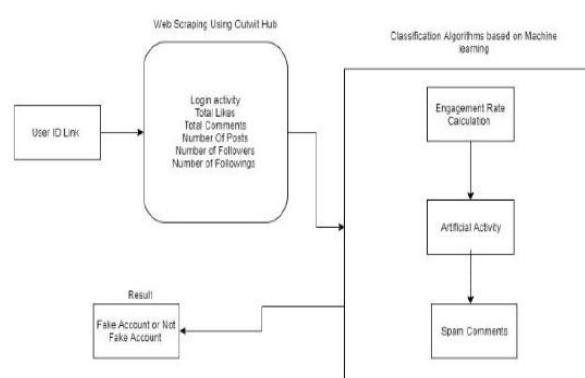 Web Scraping Using Outwit Hub
Classification Algorithms based on Machine
learning
User ID Link
Login activity
Total Likes
Total Comments
Number Of Posts
Number of Followers
Number of Followings
Engagement Rate
Calculation
Artificial Activity
Spam Comments
Result
Fake Account or Not
Fake Account